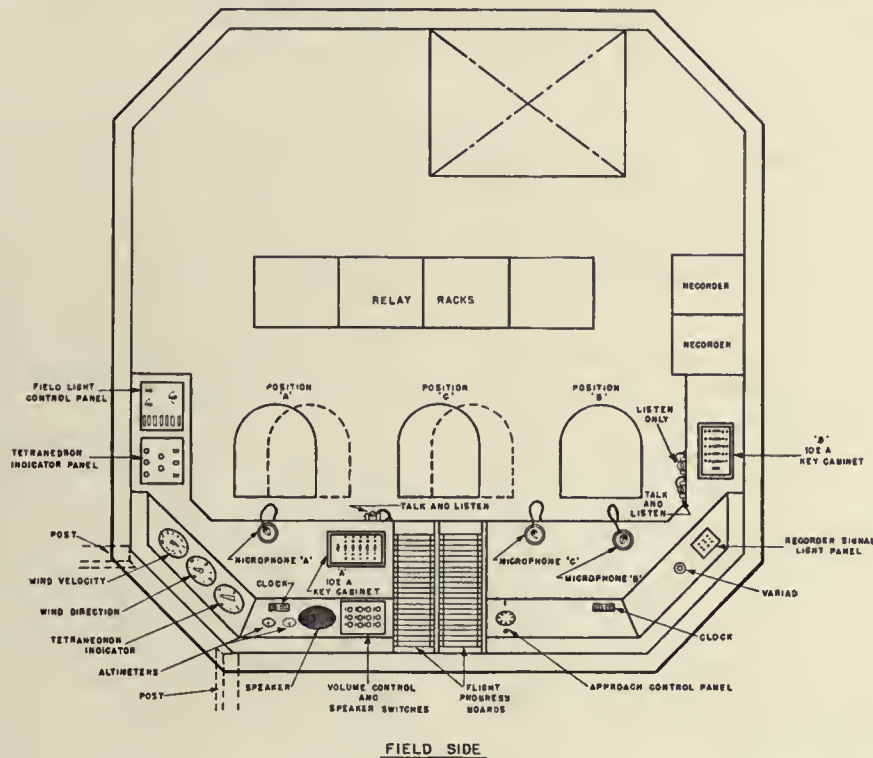 RELAY RACKS
RECORDER
RECORDER
FIELD LIGHT
CONTROL PANEL
POSITION
'A'
POSITION
'C'
POSITION
'B'
LISTEN
ONLY
TETRAHEDRON
INDICATOR PANEL
'B'
102 A
KEY CABINET
TALK AND LISTEN
TALK
AND
LISTEN
POST
MICROPHONE 'A'
MICROPHONE 'C'
MICROPHONE 'B'
RECORDER SIGNAL
LIGHT PANEL
WIND VELOCITY
'A'
102 A
KEY CABINET
CLOCK
VARIAD
WIND DIRECTION
TETRAHEDRON
INDICATOR
CLOCK
ALTIMETERS
POST
SPEAKER
VOLUME CONTROL
AND
SPEAKER SWITCHES
FLIGHT
PROGRESS
BOARDS
APPROACH CONTROL PANEL
FIELD SIDE